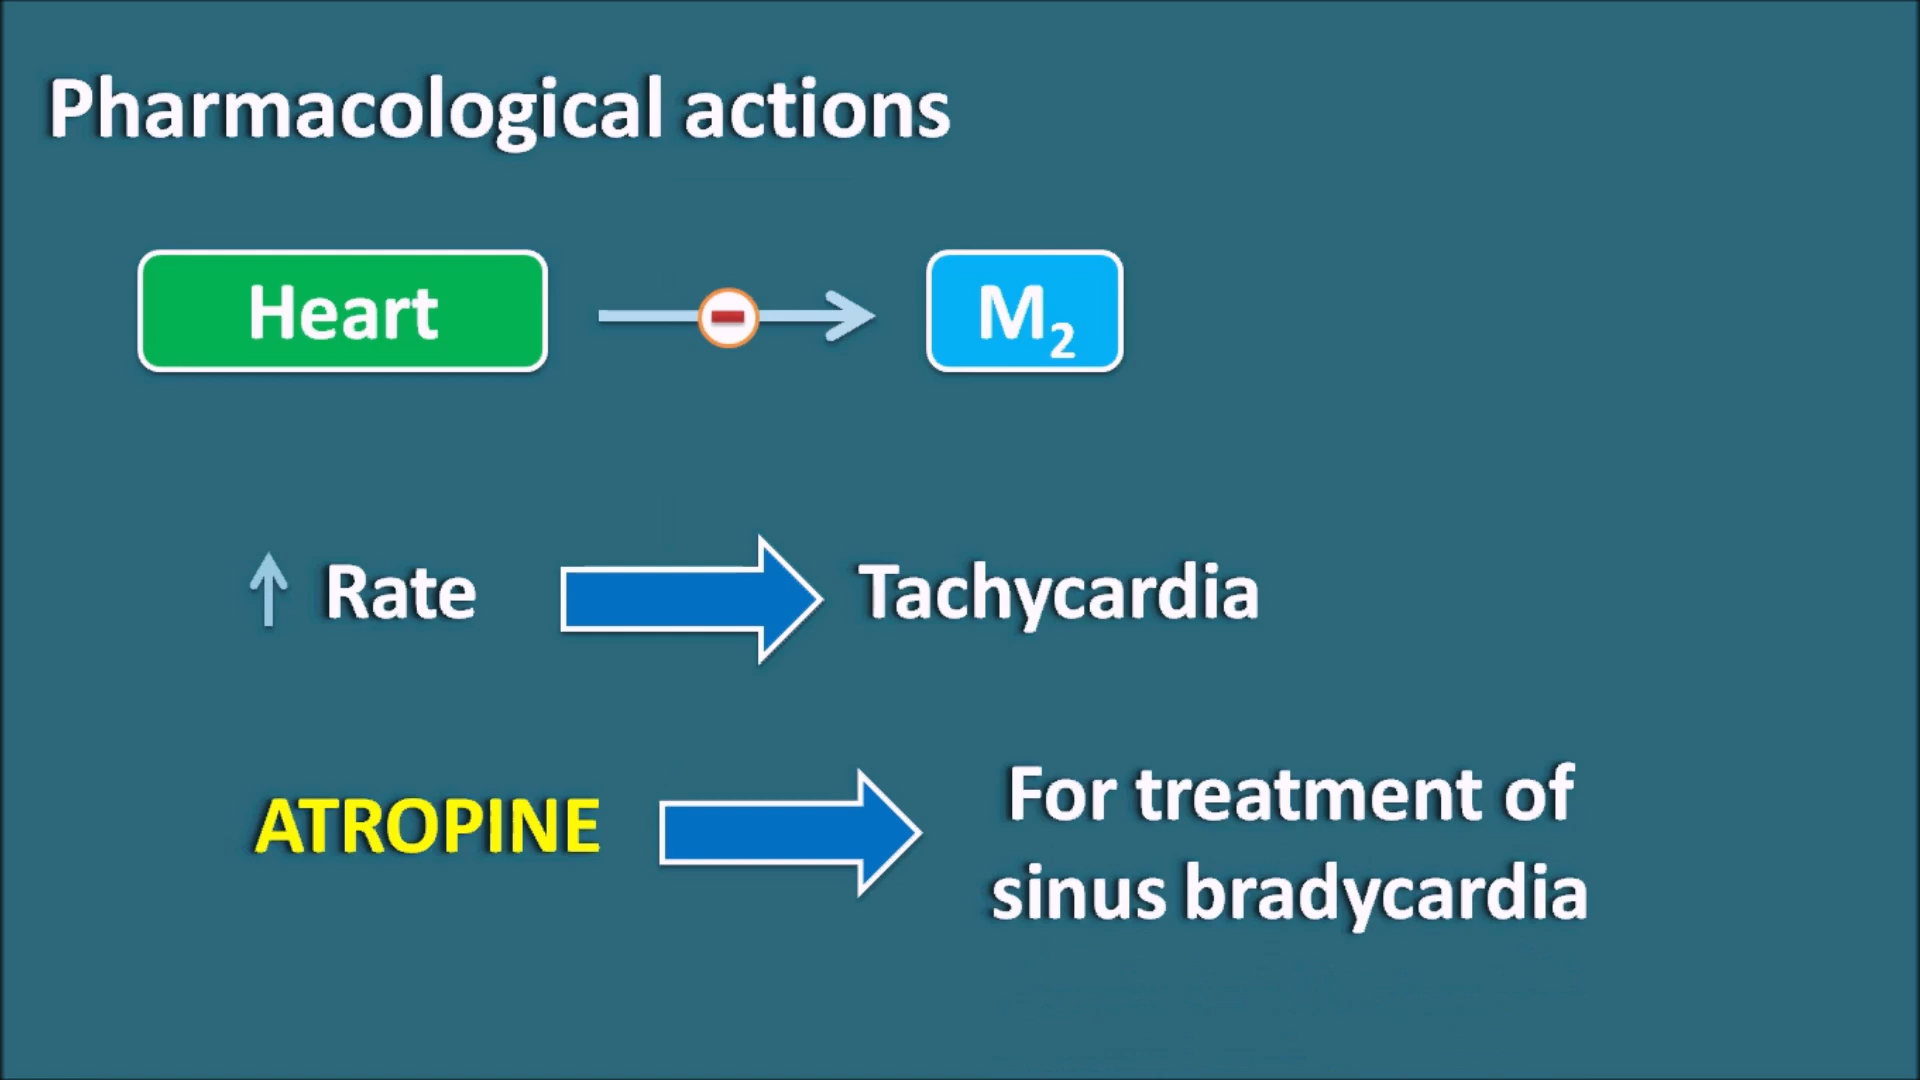 Pharmacological actions
Heart
M₂
↑ Rate
Tachycardia
ATROPINE
For treatment of
sinus bradycardia